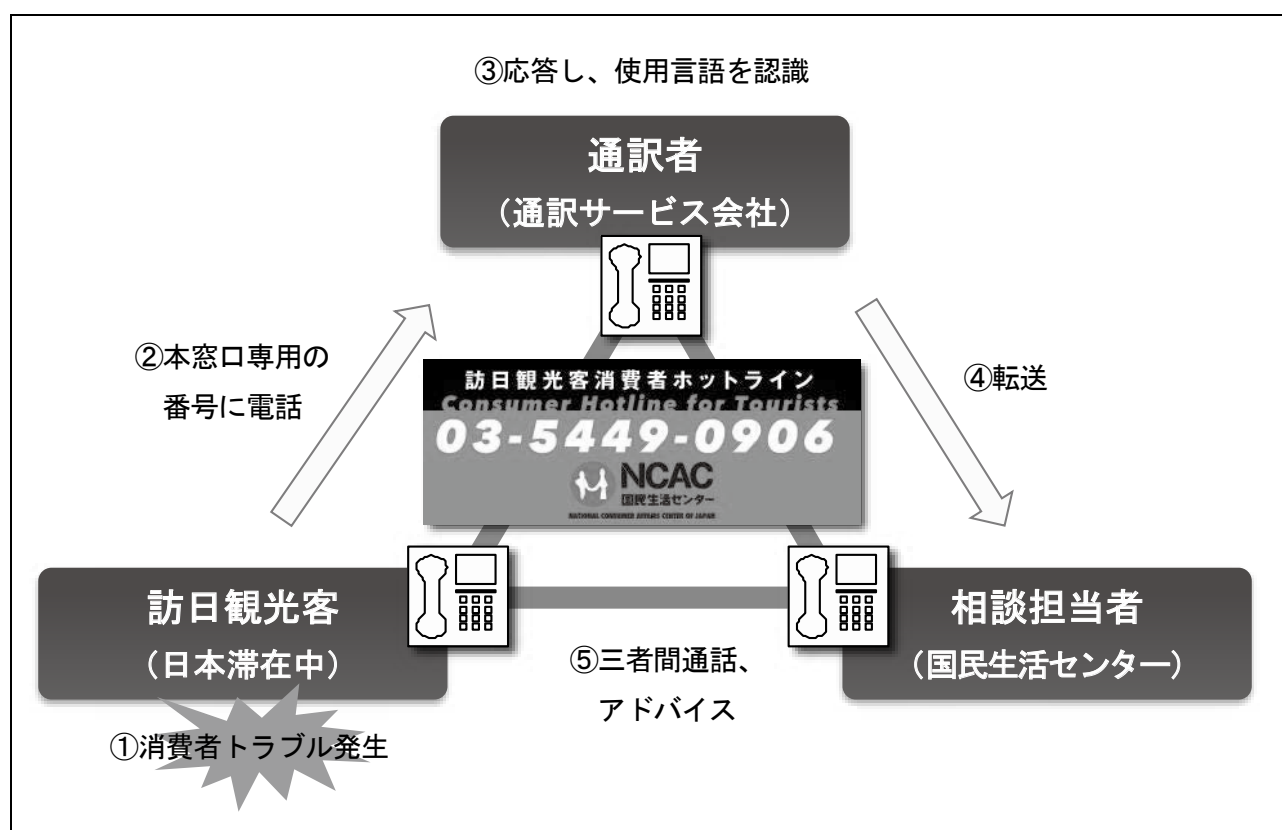 ③応答し、使用言語を認識
通訳者
（通訳サービス会社）
②本窓口専用の
番号に電話
④転送
訪日観光客消費者ホットライン
Consumer Hotline for Tourists
03-5449-0906
NCAC
国民生活センター
NATIONAL CONSUMER AFFAIRS CENTER OF JAPAN
訪日観光客
（日本滞在中）
相談担当者
（国民生活センター）
⑤三者間通話、
アドバイス
①消費者トラブル発生